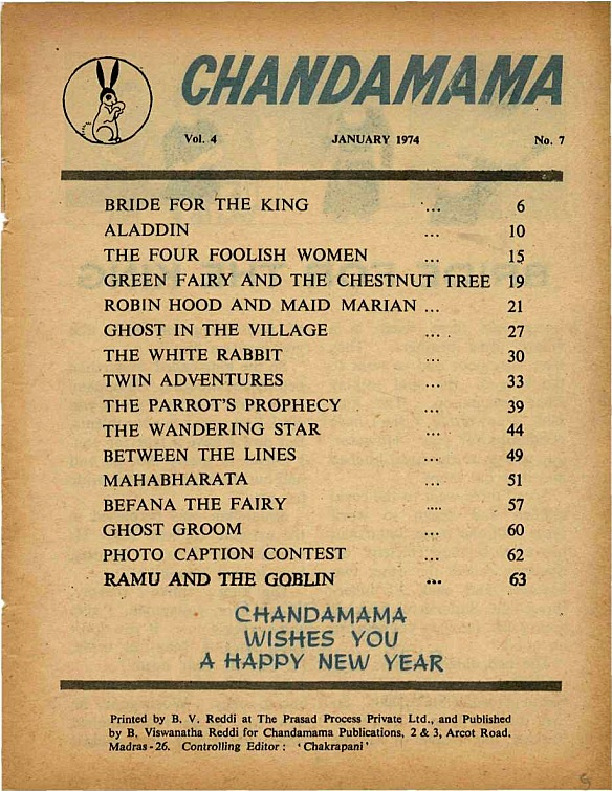 CHANDAMAMA
Vol. 4 JANUARY 1974 No. 7
BRIDE FOR THE KING ... 6
ALADDIN ... 10
THE FOUR FOOLISH WOMEN ... 15
GREEN FAIRY AND THE CHESTNUT TREE 19
ROBIN HOOD AND MAID MARIAN ... 21
GHOST IN THE VILLAGE ... 27
THE WHITE RABBIT ... 30
TWIN ADVENTURES ... 33
THE PARROT'S PROPHECY ... 39
THE WANDERING STAR ... 44
BETWEEN THE LINES ... 49
MAHABHARATA ... 51
BEFANA THE FAIRY .... 57
GHOST GROOM ... 60
PHOTO CAPTION CONTEST ... 62
RAMU AND THE GOBLIN ... 63
CHANDAMAMA
WISHES YOU
A HAPPY NEW YEAR
Printed by B. V. Reddi at The Prasad Process Private Ltd., and Published
by B. Viswanatha Reddi for Chandamama Publications, 2 & 3, Arcot Road,
Madras-26. Controlling Editor: 'Chakrapani'